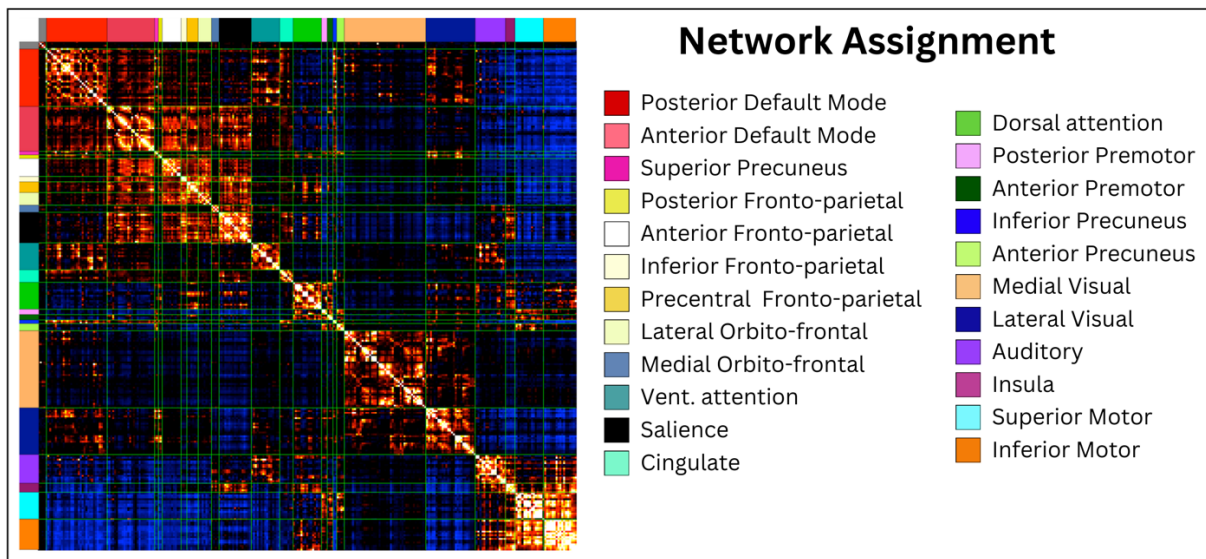 Network Assignment
Posterior Default Mode
Anterior Default Mode
Superior Precuneus
Posterior Fronto-parietal
Anterior Fronto-parietal
Inferior Fronto-parietal
Precentral Fronto-parietal
Lateral Orbito-frontal
Medial Orbito-frontal
Vent. attention
Salience
Cingulate
Dorsal attention
Posterior Premotor
Anterior Premotor
Inferior Precuneus
Anterior Precuneus
Medial Visual
Lateral Visual
Auditory
Insula
Superior Motor
Inferior Motor